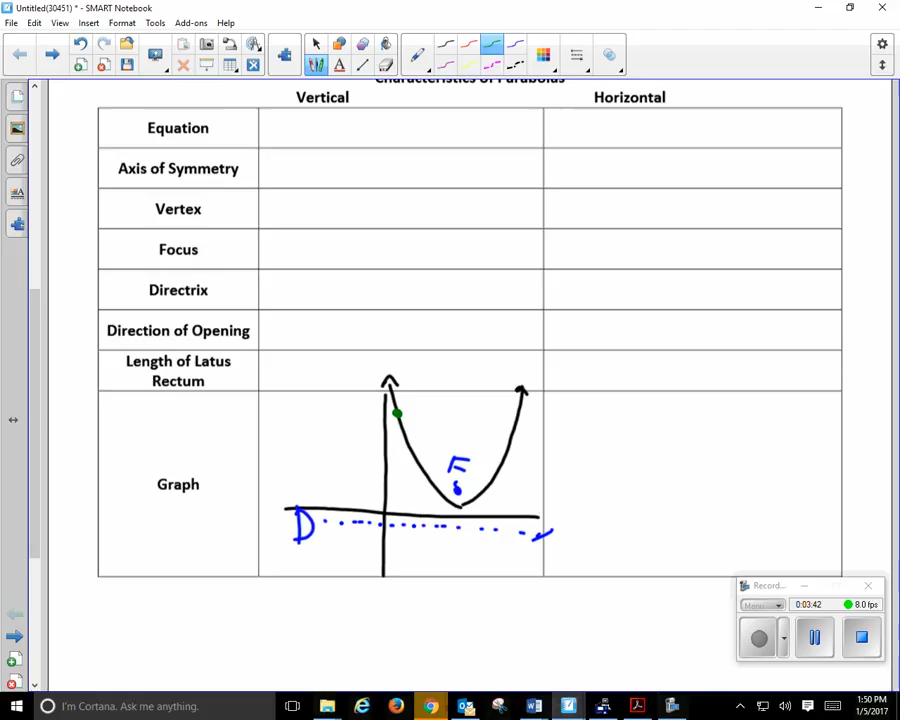 Untitled(30451) * - SMART Notebook
File Edit View Insert Format Tools Add-ons Help
Characteristics of Parabolas
Vertical Horizontal
Equation
Axis of Symmetry
Vertex
Focus
Directrix
Direction of Opening
Length of Latus
Rectum
Graph
F
D
Record...
Menu 0:03:42 8.0 fps
I'm Cortana. Ask me anything.
1:50 PM
1/5/2017